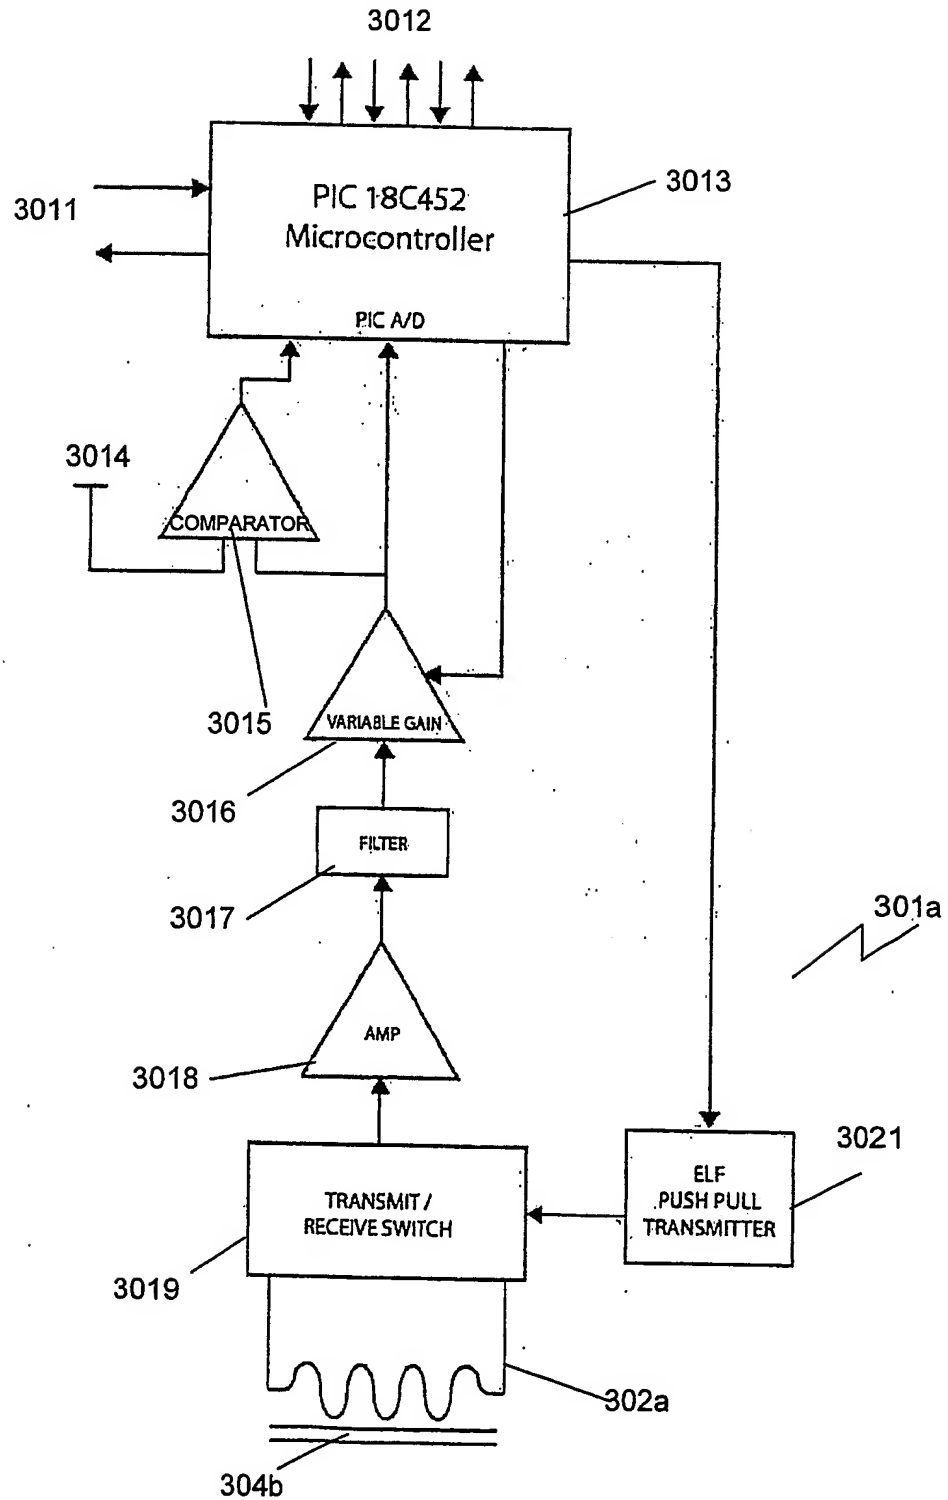 3012
PIC 18C452
Microcontroller
3013
3011
PIC A/D
3014
COMPARATOR
3015
VARIABLE GAIN
3016
FILTER
3017
301a
AMP
3018
3021
ELF
PUSH PULL
TRANSMITTER
TRANSMIT /
RECEIVE SWITCH
3019
302a
304b